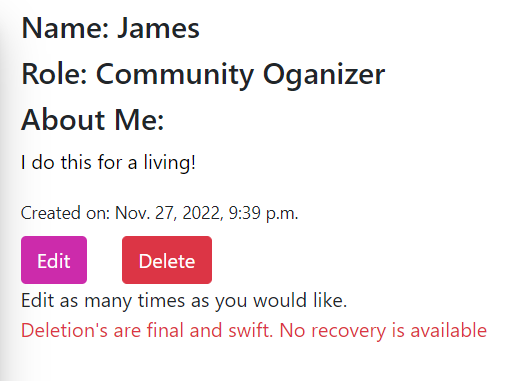 Name: James
Role: Community Oganizer
About Me:
I do this for a living!
Created on: Nov. 27, 2022, 9:39 p.m.
Edit Delete
Edit as many times as you would like.
Deletion's are final and swift. No recovery is available